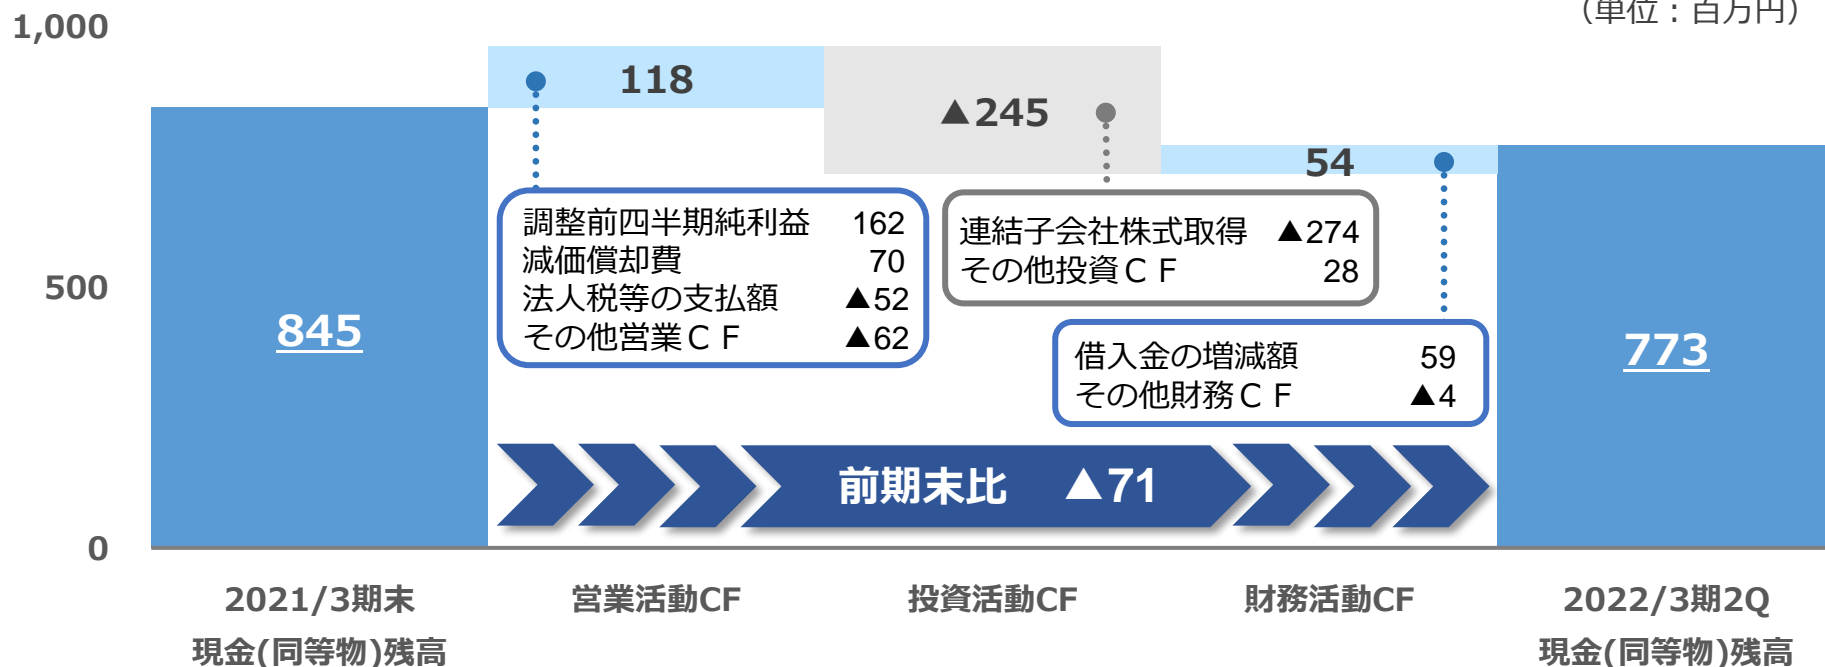 （単位：百万円）
1,000
500
0
845
118
▲245
54
773
調整前四半期純利益 162
減価償却費 70
法人税等の支払額 ▲52
その他営業ＣＦ ▲62
連結子会社株式取得 ▲274
その他投資ＣＦ 28
借入金の増減額 59
その他財務ＣＦ ▲4
前期末比 ▲71
2021/3期末
現金(同等物)残高
営業活動CF
投資活動CF
財務活動CF
2022/3期2Q
現金(同等物)残高